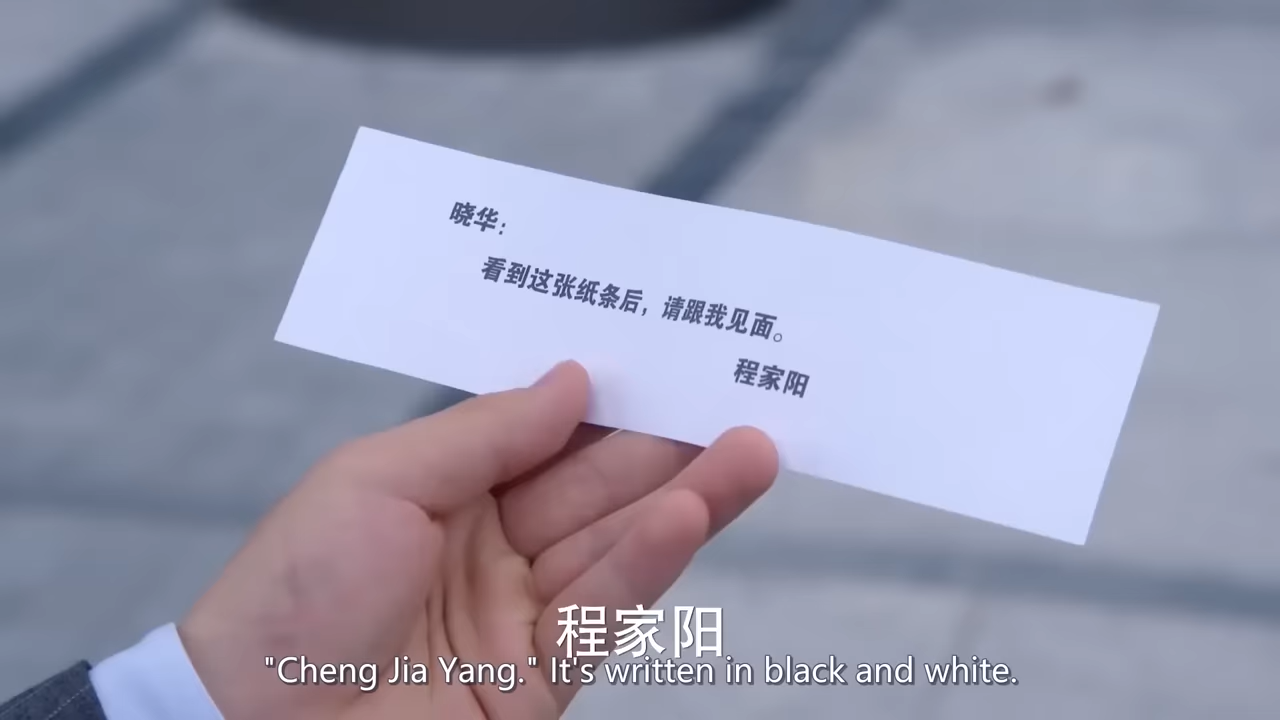 晓华：
看到这张纸条后，请跟我见面。
程家阳
程家阳
"Cheng Jia Yang." It's written in black and white.